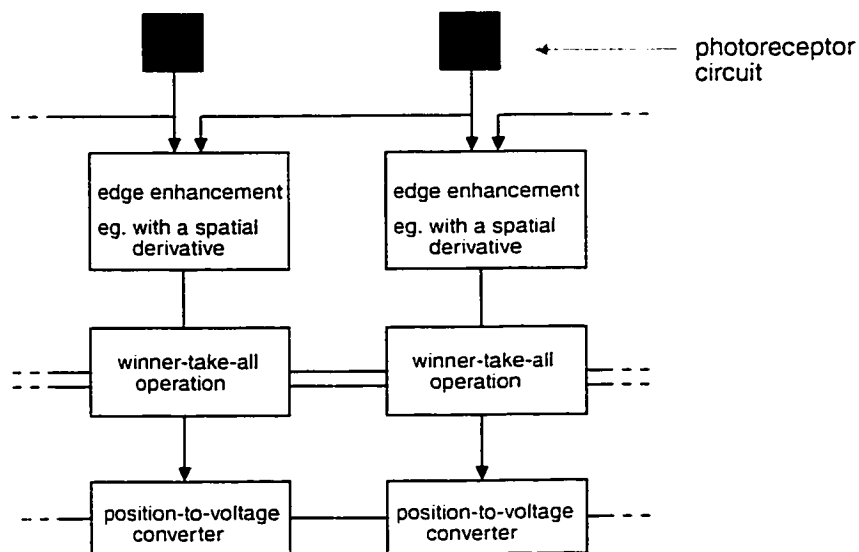 photoreceptor
circuit
edge enhancement
eg. with a spatial
derivative
edge enhancement
eg. with a spatial
derivative
winner-take-all
operation
winner-take-all
operation
position-to-voltage
converter
position-to-voltage
converter